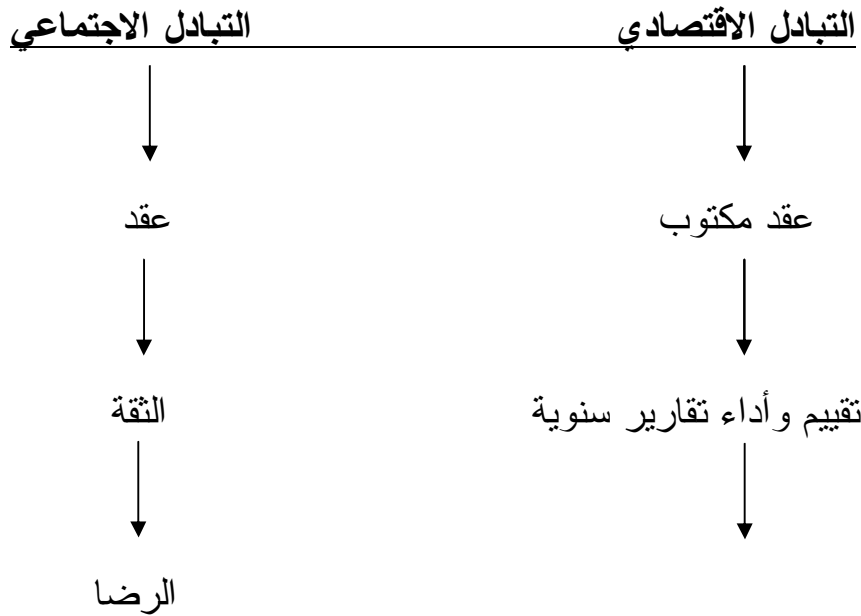 التبادل الاقتصادي التبادل الاجتماعي
عقد مكتوب عقد
تقييم وأداء تقارير سنوية الثقة
الرضا